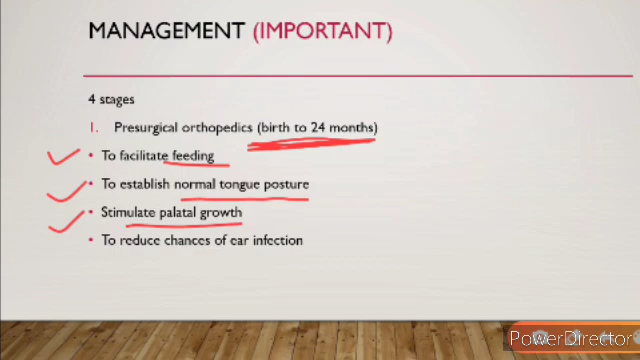 MANAGEMENT (IMPORTANT)
4 stages
1. Presurgical orthopedics (birth to 24 months)
• To facilitate feeding
• To establish normal tongue posture
• Stimulate palatal growth
• To reduce chances of ear infection
PowerDirector